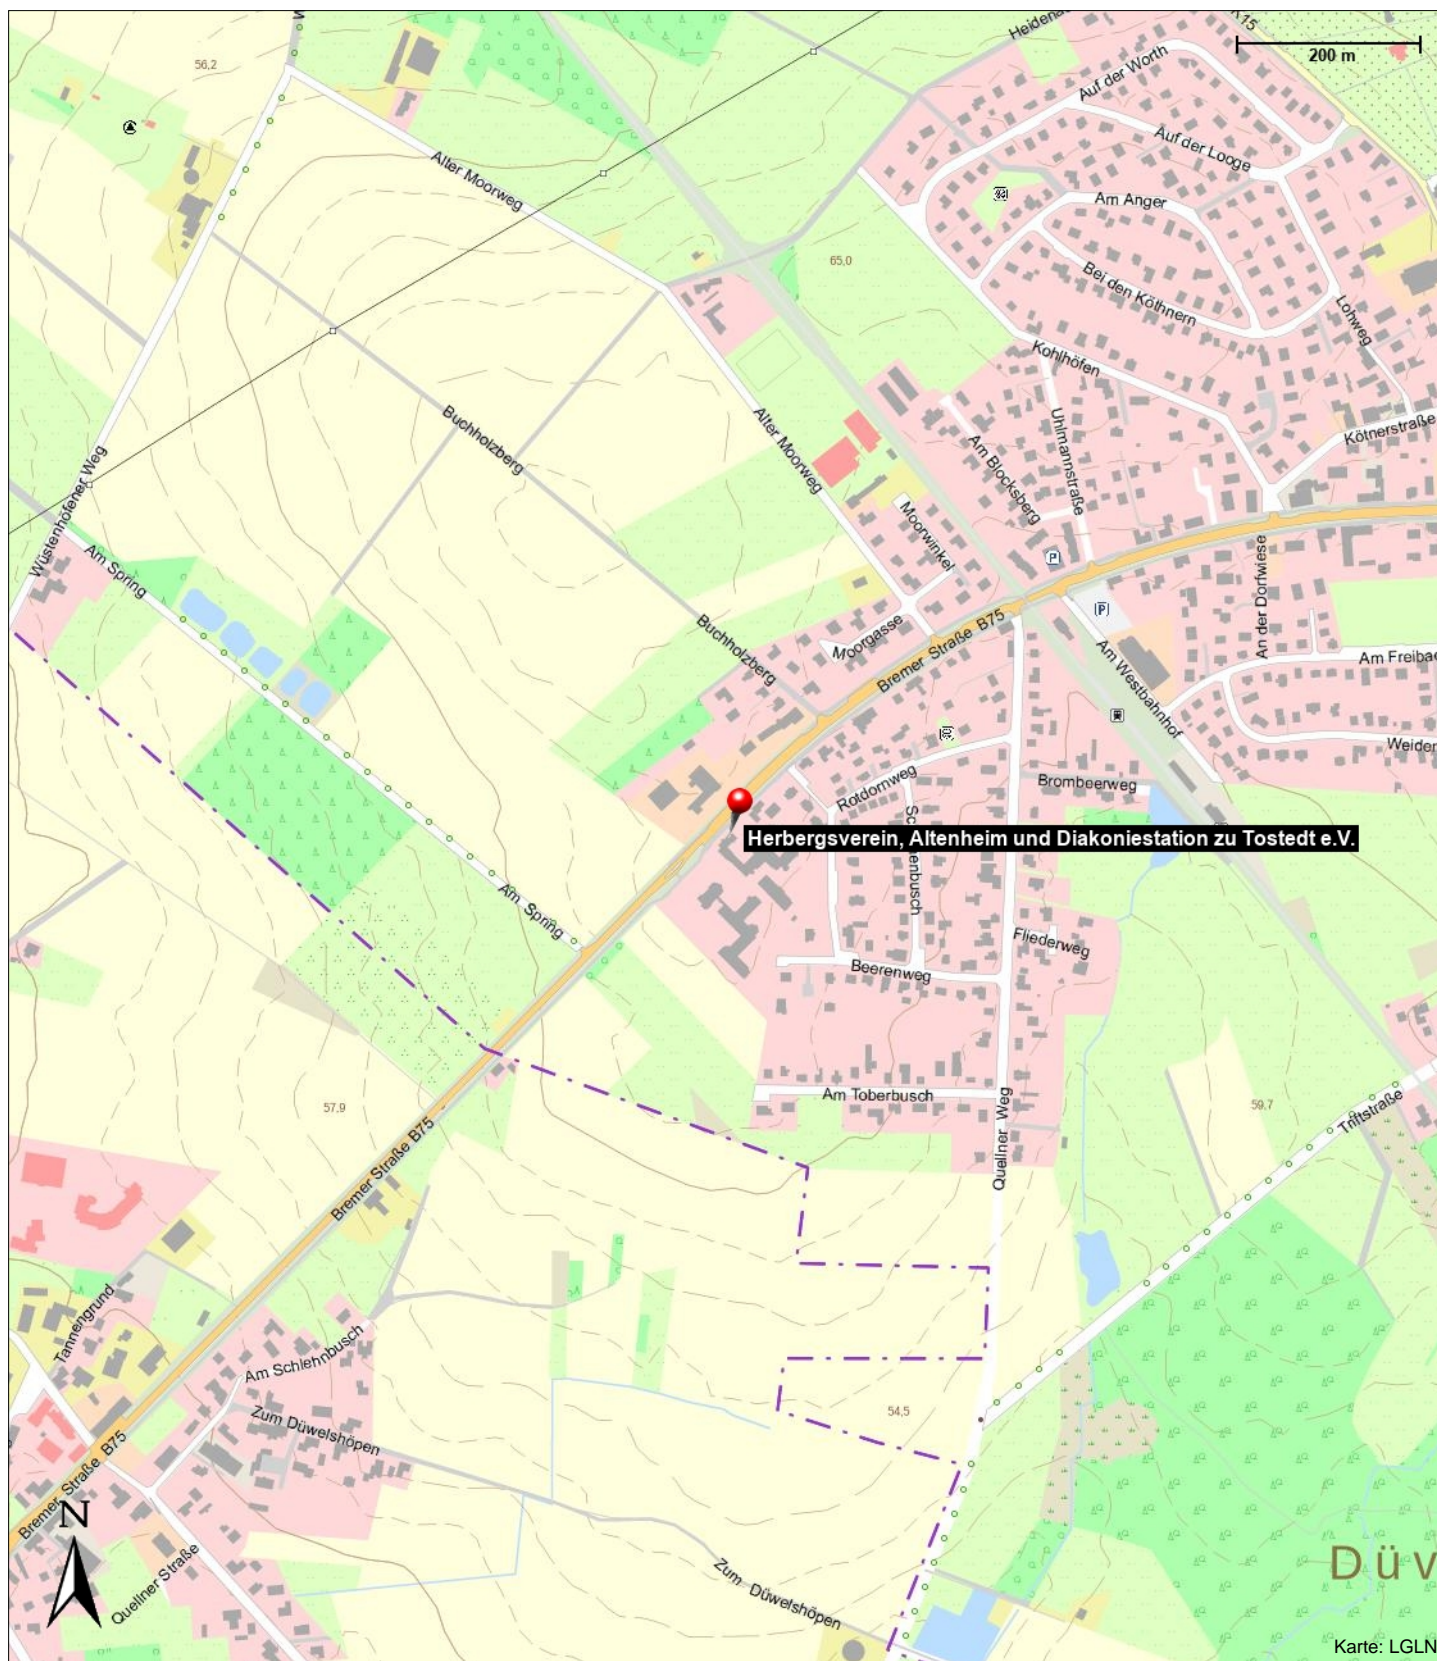 Heidena
K15
200 m
56,2
Auf der Worth
Auf der Looge
Alter Moorweg
Am Anger
65,0
Bei den Köthnern
Lohweg
Kohlhöfen
Buchholzberg
Alter Moorweg
Uhlmannstraße
Kötnerstraße
Am Blocksberg
Wüstenhöfener Weg
Moorwinkel
Am Spring
P
An der Dorfwiese
P
Buchholzberg
Moorgasse
Bremer Straße B75
Am Westbahnhof
Am Freibad
Weiden
Rotdornweg
Brombeerweg
Herbergsverein, Altenheim und Diakoniestation zu Tostedt e.V.
enbusch
Am Spring
Fliederweg
Beerenweg
Am Toberbusch
57,9
59,7
Triftstraße
Quellner Weg
Bremer Straße B75
Tannengrund
Am Schlehnbusch
Zum Düwelshöpen
54,5
Bremer Straße B75
N
Quellner Straße
Zum Düwelshöpen
Düv
Karte: LGLN